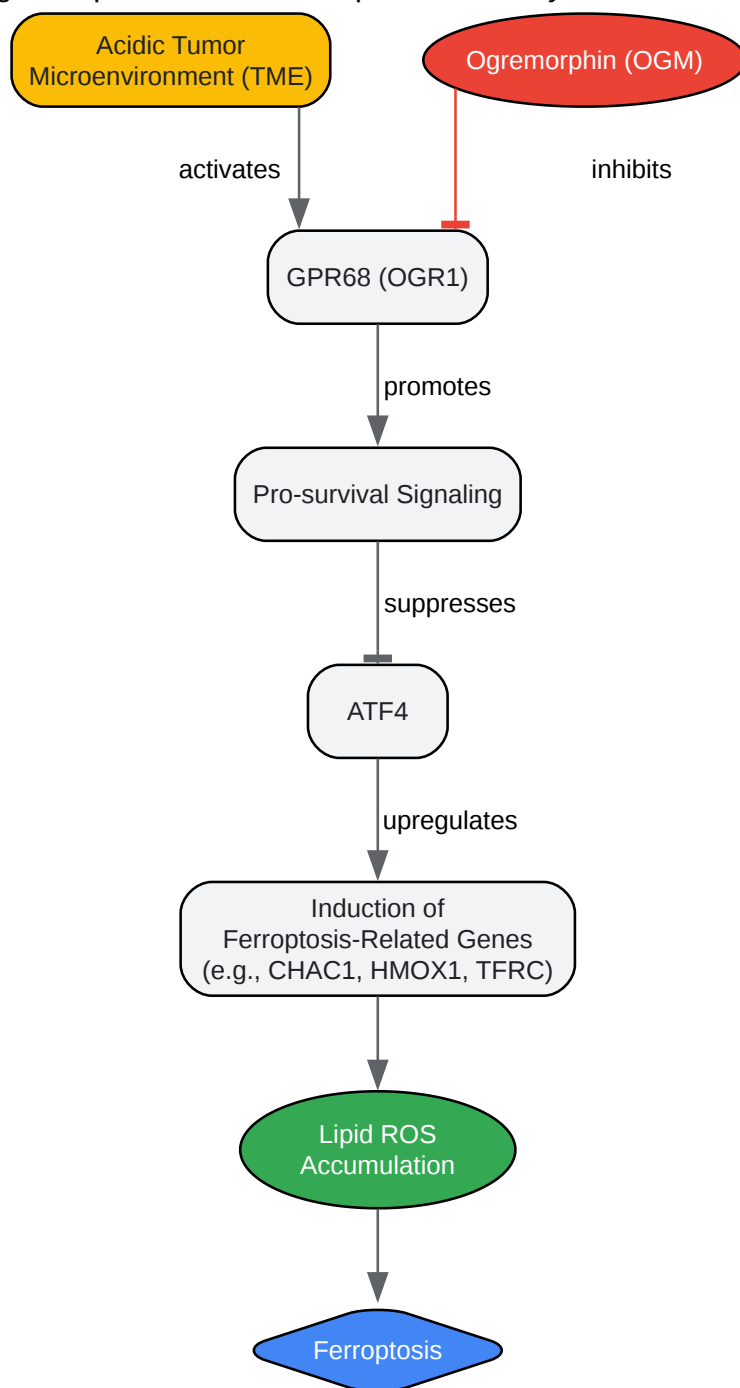 Acidic Tumor
Microenvironment (TME)
Ogremorphin (OGM)
activates
inhibits
GPR68 (OGR1)
promotes
Pro-survival Signaling
suppresses
ATF4
upregulates
Induction of
Ferroptosis-Related Genes
(e.g., CHAC1, HMOX1, TFRC)
Lipid ROS
Accumulation
Ferroptosis